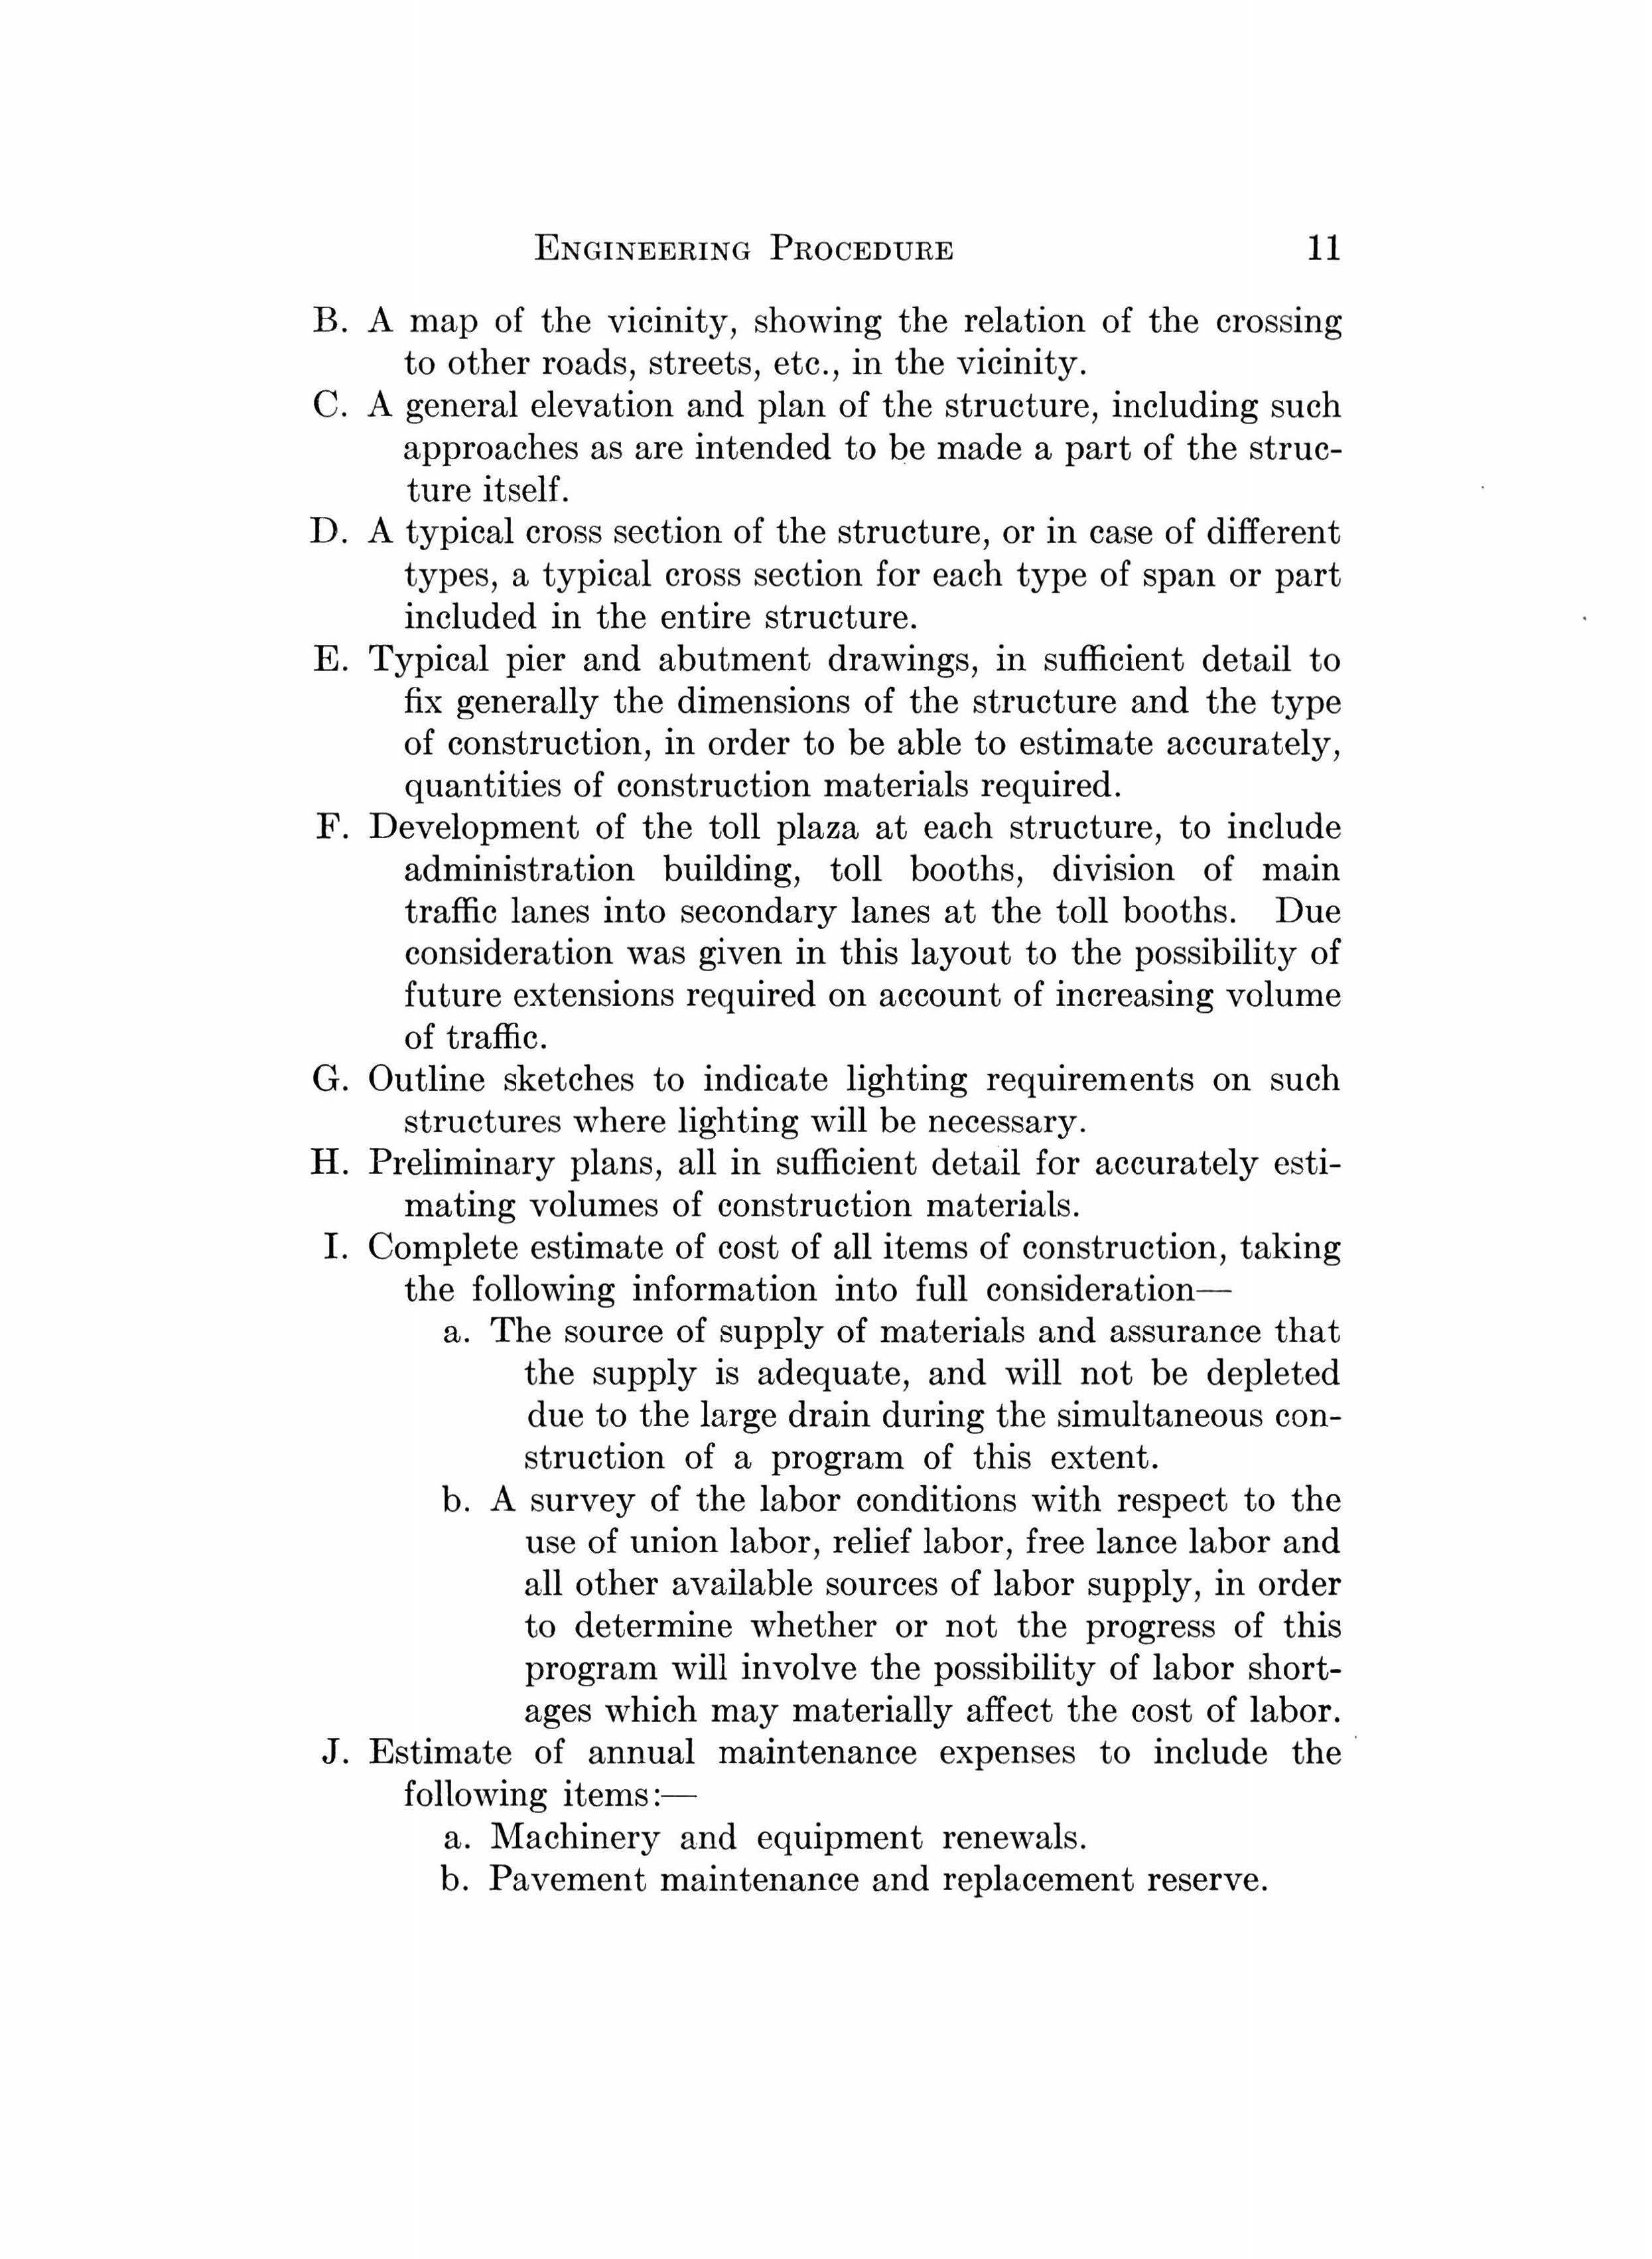 ENGINEERING PROCEDURE 11
B. A map of the vicinity, showing the relation of the crossing
to other roads, streets, etc., in the vicinity.
C. A general elevation and plan of the structure, including such
approaches as are intended to be made a part of the struc-
ture itself.
D. A typical cross section of the structure, or in case of different
types, a typical cross section for each type of span or part
included in the entire structure.
E. Typical pier and abutment drawings, in sufficient detail to
fix generally the dimensions of the structure and the type
of construction, in order to be able to estimate accurately,
quantities of construction materials required.
F. Development of the toll plaza at each structure, to include
administration building, toll booths, division of main
traffic lanes into secondary lanes at the toll booths. Due
consideration was given in this layout to the possibility of
future extensions required on account of increasing volume
of traffic.
G. Outline sketches to indicate lighting requirements on such
structures where lighting will be necessary.
H. Preliminary plans, all in sufficient detail for accurately esti-
mating volumes of construction materials.
I. Complete estimate of cost of all items of construction, taking
the following information into full consideration—
a. The source of supply of materials and assurance that
the supply is adequate, and will not be depleted
due to the large drain during the simultaneous con-
struction of a program of this extent.
b. A survey of the labor conditions with respect to the
use of union labor, relief labor, free lance labor and
all other available sources of labor supply, in order
to determine whether or not the progress of this
program will involve the possibility of labor short-
ages which may materially affect the cost of labor.
J. Estimate of annual maintenance expenses to include the
following items:—
a. Machinery and equipment renewals.
b. Pavement maintenance and replacement reserve.